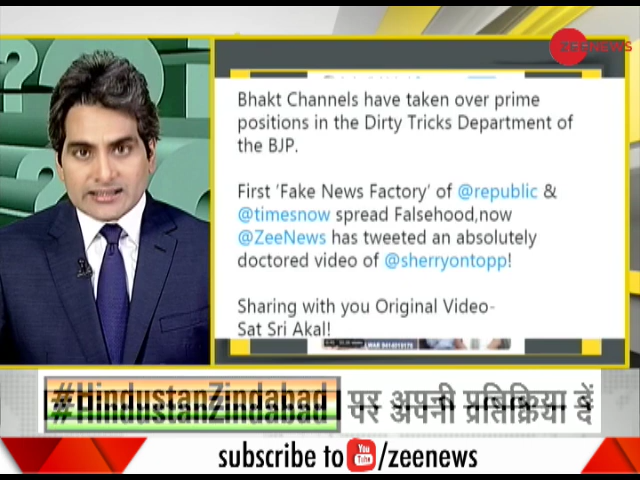 ZEE NEWS
Bhakt Channels have taken over prime
positions in the Dirty Tricks Department of
the BJP.
First 'Fake News Factory' of @republic &
@timesnow spread Falsehood,now
@ZeeNews has tweeted an absolutely
doctored video of @sherryontopp!
Sharing with you Original Video-
Sat Sri Akal!
#HindustanZindabad पर अपनी प्रतिक्रिया दें
subscribe to You Tube /zeenews